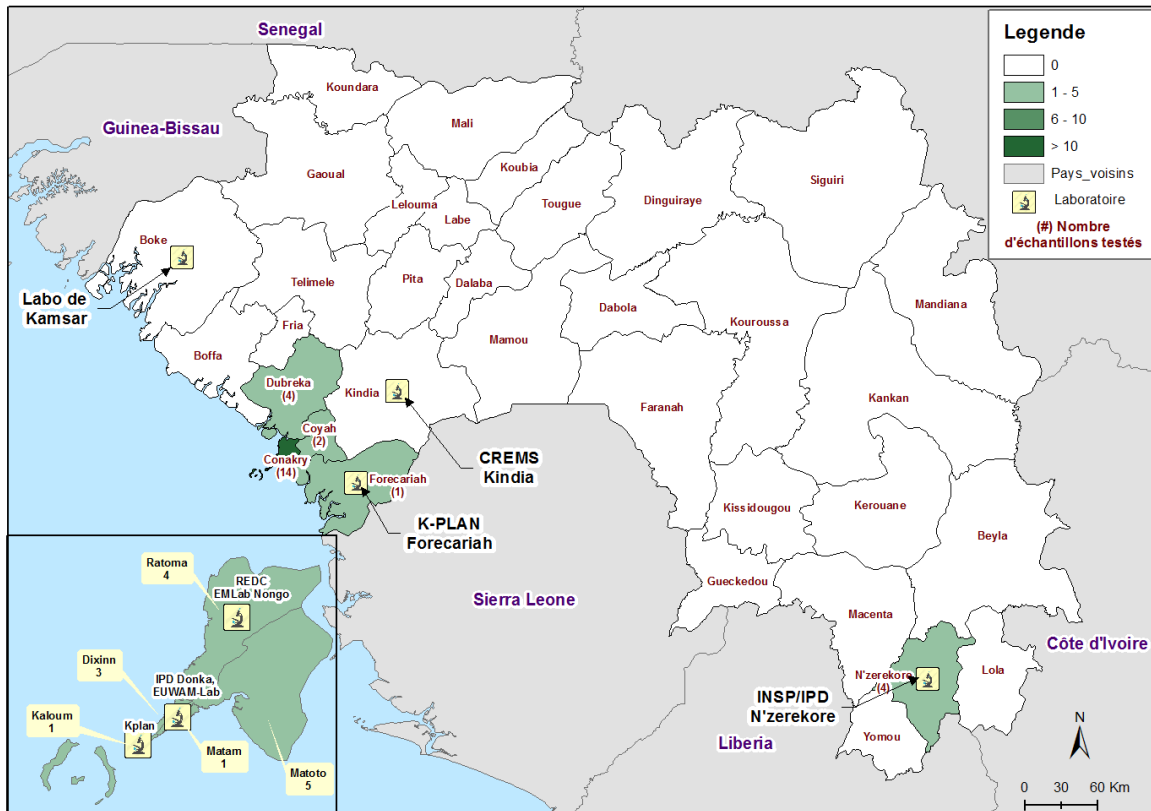 Senegal
Guinea-Bissau
Koundara
Mali
Gaoual
Koubia
Lelouma
Labe
Tougue
Dinguiraye
Siguiri
Boke
Labo de
Kamsar
Telimele
Pita
Dalaba
Dabola
Mandiana
Kouroussa
Fria
Boffa
Mamou
Dubreka
(4)
Kindia
Kankan
Faranah
Coyah
(2)
Conakry
(14)
Forecariah
(1)
CREMS
Kindia
K-PLAN
Forecariah
Kissidougou
Kerouane
Beyla
Gueckedou
Sierra Leone
Macenta
Côte d'Ivoire
N'zerekore
(4)
Lola
INSP/IPD
N'zerekore
Yomou
Liberia
Legende
0
1 - 5
6 - 10
> 10
Pays_voisins
Laboratoire
(#) Nombre
d'échantillons testés
Ratoma
4
REDC
EMLab Nongo
Dixinn
3
IPD Donka,
EUWAM-Lab
Kaloum
1
Kplan
Matam
1
Matoto
5
N
0 30 60 Km